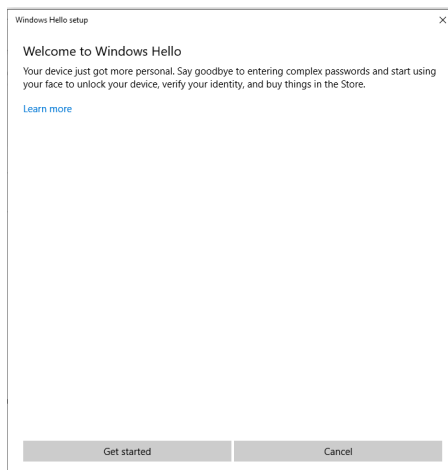 Windows Hello setup
Welcome to Windows Hello
Your device just got more personal. Say goodbye to entering complex passwords and start using
your face to unlock your device, verify your identity, and buy things in the Store.
Learn more
Get started
Cancel